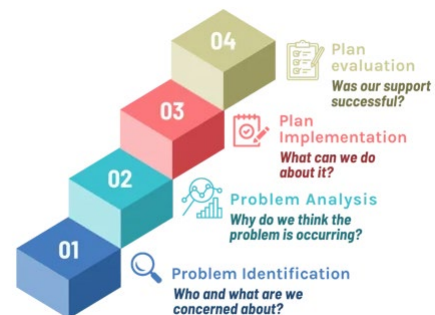 04
Plan
evaluation
Was our support
successful?
03
Plan
Implementation
What can we do
about it?
02
Problem Analysis
Why do we think the
problem is occurring?
01
Problem Identification
Who and what are we
concerned about?